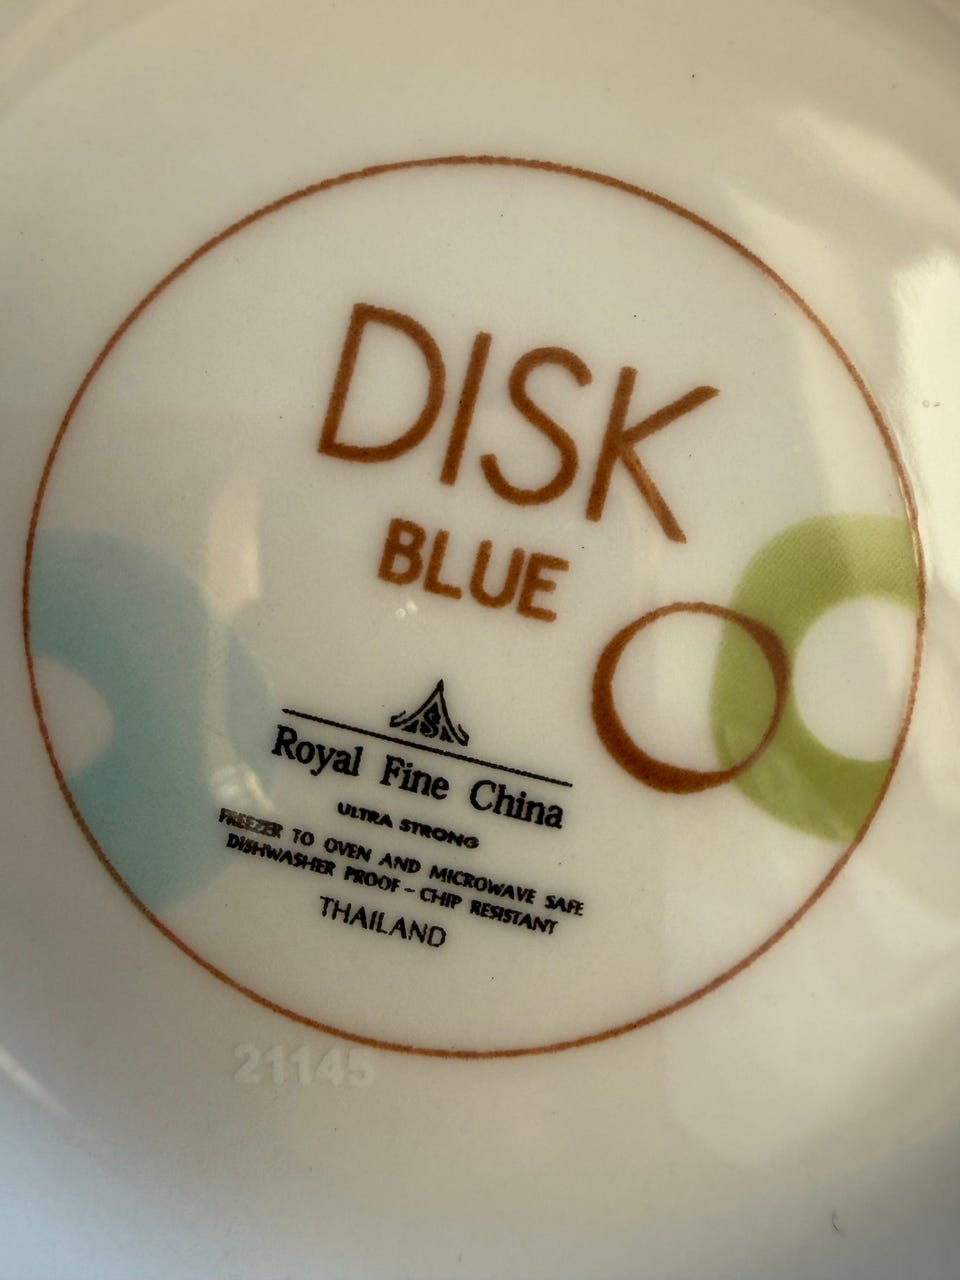 DISK
BLUE
S
Royal Fine China
ULTRA STRONG
FREEZER TO OVEN AND MICROWAVE SAFE
DISHWASHER PROOF - CHIP RESISTANT
THAILAND
21145